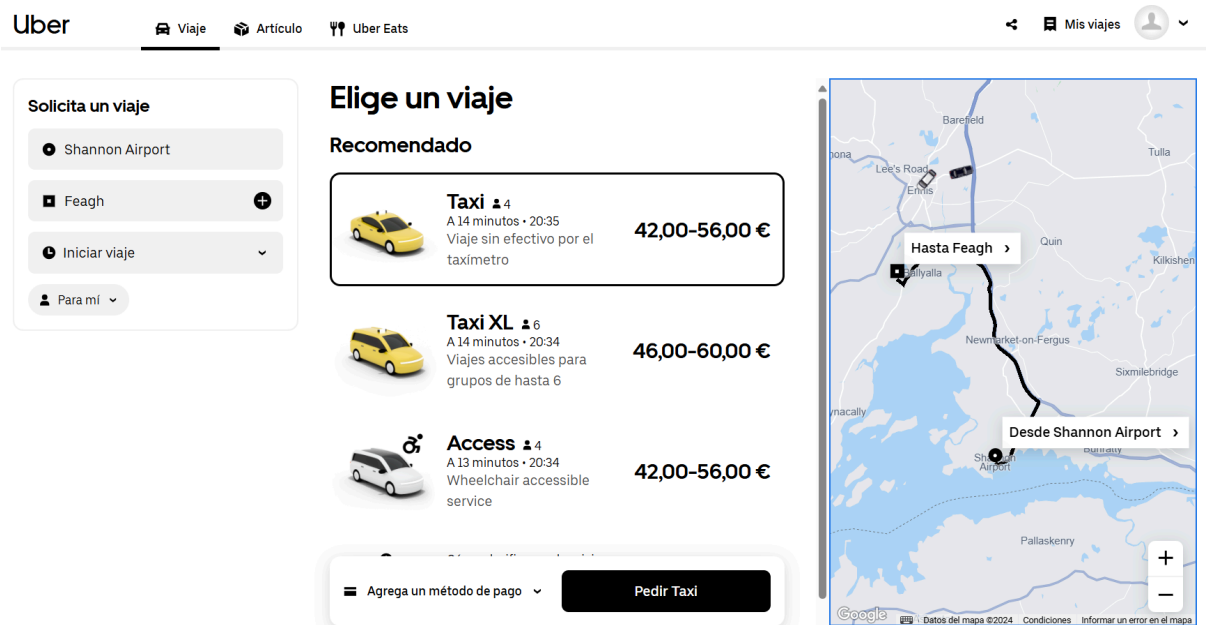 Uber
Viaje
Artículo
Uber Eats
Mis viajes
Solicita un viaje
Shannon Airport
Feagh
Iniciar viaje
Para mí
Elige un viaje
Recomendado
Taxi 4
A 14 minutos • 20:35
Viaje sin efectivo por el
taxímetro
42,00-56,00 €
Taxi XL 6
A 14 minutos • 20:34
Viajes accesibles para
grupos de hasta 6
46,00-60,00 €
Access 4
A 13 minutos • 20:34
Wheelchair accessible
service
42,00-56,00 €
Agrega un método de pago
Pedir Taxi
Barefield
Tulla
Lee's Road
Ennis
Quin
Hasta Feagh
Kilkishen
Ballyalla
Newmarket-on-Fergus
Sixmilebridge
Desde Shannon Airport
Bunratty
Shannon
Airport
Pallaskenry
+
−
Google
Datos del mapa ©2024
Condiciones
Informar un error en el mapa